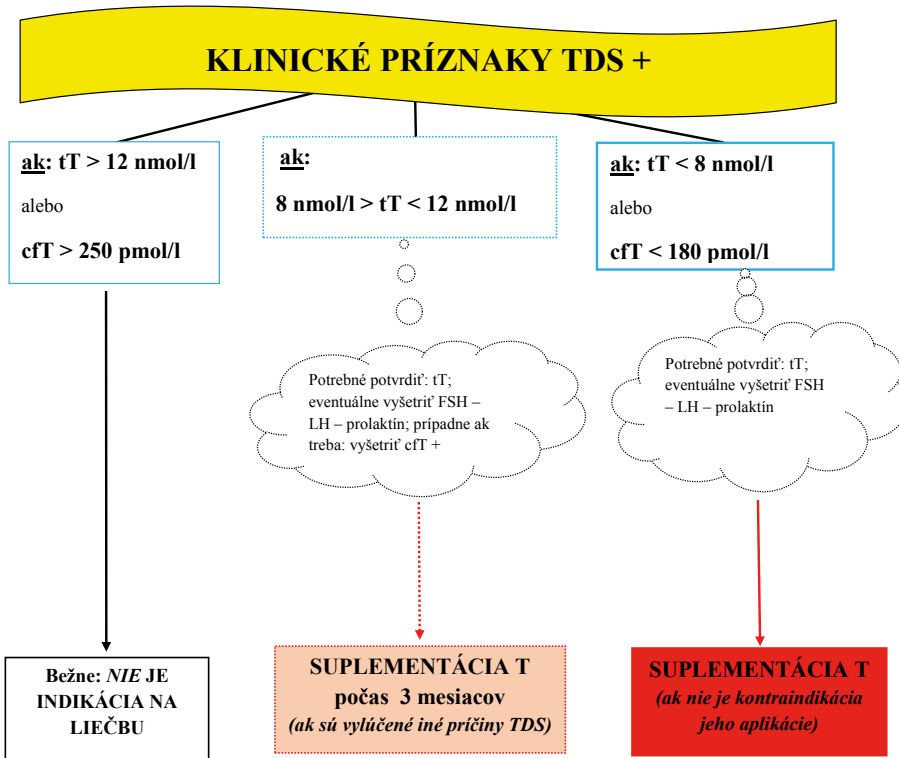 KLINICKÉ PRÍZNAKY TDS +
ak: tT > 12 nmol/l
alebo
cfT > 250 pmol/l
ak:
8 nmol/l > tT < 12 nmol/l
ak: tT < 8 nmol/l
alebo
cfT < 180 pmol/l
Potrebné potvrdiť: tT;
eventuálne vyšetriť FSH –
LH – prolaktín; prípadne ak
treba: vyšetriť cfT +
Potrebné potvrdiť: tT;
eventuálne vyšetriť FSH
– LH – prolaktín
Bežne: NIE JE
INDIKÁCIA NA
LIEČBU
SUPLEMENTÁCIA T
počas 3 mesiacov
(ak sú vylúčené iné príčiny TDS)
SUPLEMENTÁCIA T
(ak nie je kontraindikácia
jeho aplikácie)